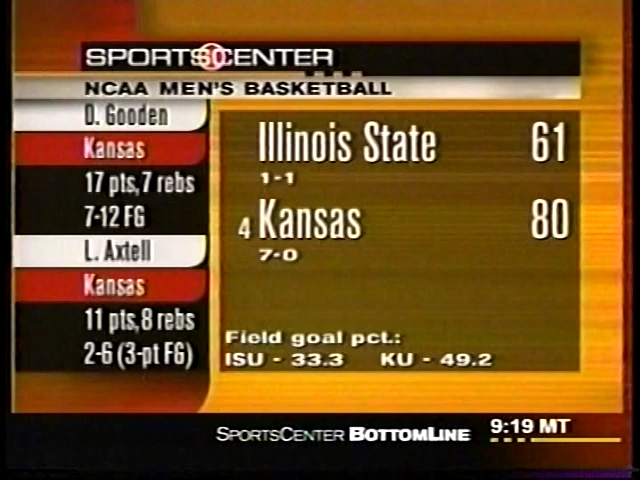 SPORTSCENTER
NCAA MEN'S BASKETBALL
D. Gooden
Kansas
17 pts, 7 rebs
7-12 FG
L. Axtell
Kansas
11 pts, 8 rebs
2-6 (3-pt FG)
Illinois State 61
1-1
4 Kansas 80
7-0
Field goal pct.:
ISU - 33.3 KU - 49.2
SPORTSCENTER BOTTOMLINE 9:19 MT